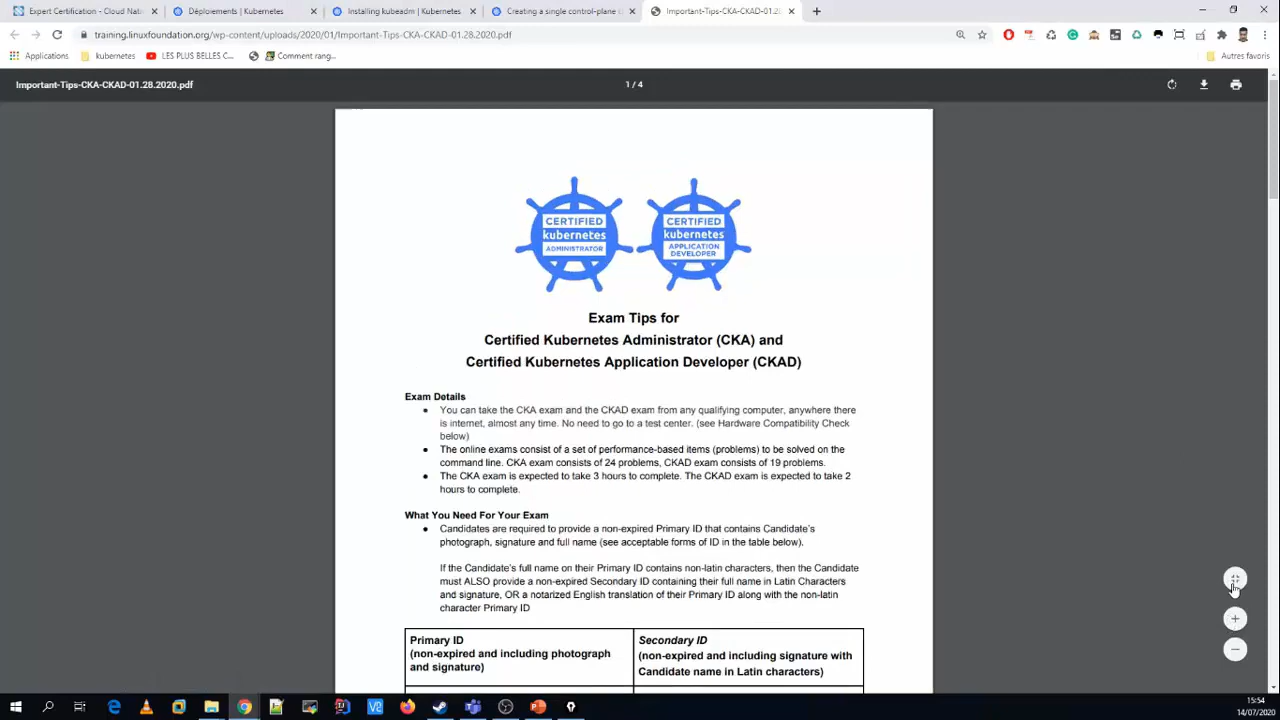 Expert Certification - Cloud Nati
Déploiements | Kubernetes
Installing kubeadm | Kubernetes
Creating a single control-plane c
Important-Tips-CKA-CKAD-01.28
training.linuxfoundation.org/wp-content/uploads/2020/01/Important-Tips-CKA-CKAD-01.28.2020.pdf
Applications
kubernetes
LES PLUS BELLES C...
Comment rang...
Autres favoris
Important-Tips-CKA-CKAD-01.28.2020.pdf
1 / 4
CERTIFIED
kubernetes
ADMINISTRATOR
CERTIFIED
kubernetes
APPLICATION
DEVELOPER
Exam Tips for
Certified Kubernetes Administrator (CKA) and
Certified Kubernetes Application Developer (CKAD)
Exam Details
You can take the CKA exam and the CKAD exam from any qualifying computer, anywhere there
is internet, almost any time. No need to go to a test center. (see Hardware Compatibility Check
below)
The online exams consist of a set of performance-based items (problems) to be solved on the
command line. CKA exam consists of 24 problems, CKAD exam consists of 19 problems.
The CKA exam is expected to take 3 hours to complete. The CKAD exam is expected to take 2
hours to complete.
What You Need For Your Exam
Candidates are required to provide a non-expired Primary ID that contains Candidate's
photograph, signature and full name (see acceptable forms of ID in the table below).
If the Candidate's full name on their Primary ID contains non-latin characters, then the Candidate
must ALSO provide a non-expired Secondary ID containing their full name in Latin Characters
and signature, OR a notarized English translation of their Primary ID along with the non-latin
character Primary ID
Primary ID
(non-expired and including photograph
and signature)
Secondary ID
(non-expired and including signature with
Candidate name in Latin characters)
15:54
14/07/2020